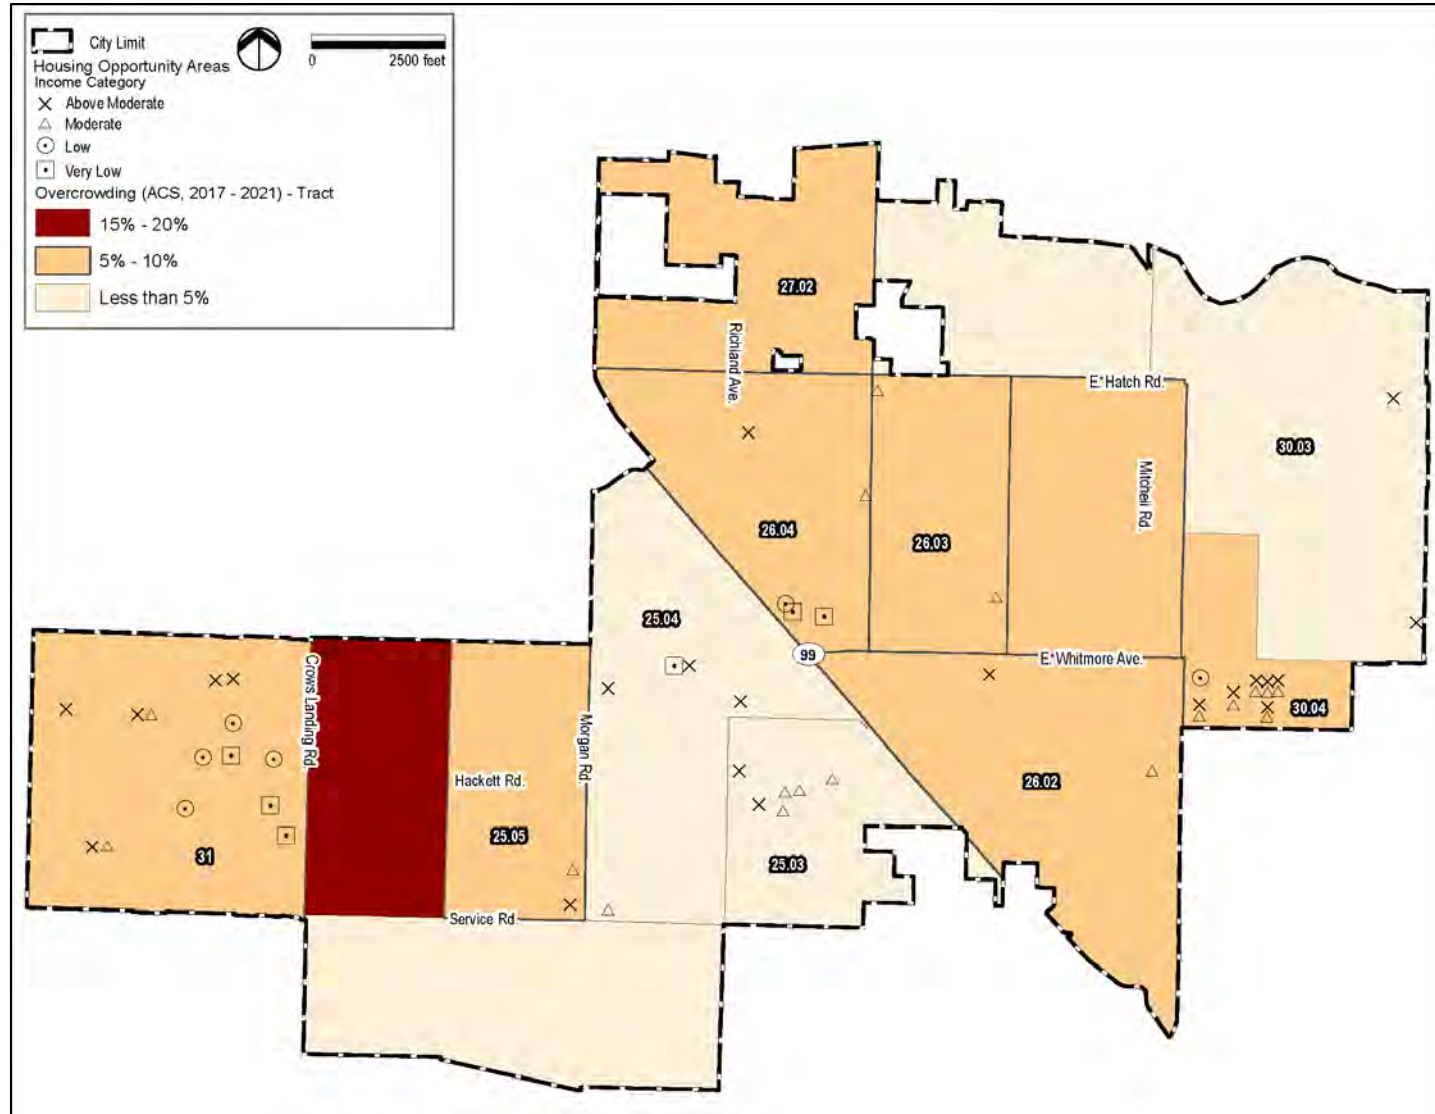 City Limit
0 2500 feet
Housing Opportunity Areas
Income Category
Above Moderate
Moderate
Low
Very Low
Overcrowding (ACS, 2017 - 2021) - Tract
15% - 20%
5% - 10%
Less than 5%
27.02
Richland Ave.
E. Hatch Rd.
30.03
Mitchell Rd.
26.04
26.03
25.04
99
E. Whitmore Ave.
Crows Landing Rd.
Morgan Rd.
30.04
Hackett Rd.
26.02
25.05
31
25.03
Service Rd